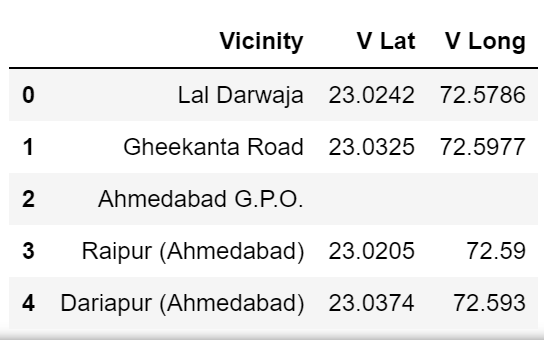 Vicinity V Lat V Long
0 Lal Darwaja 23.0242 72.5786
1 Gheekanta Road 23.0325 72.5977
2 Ahmedabad G.P.O.
3 Raipur (Ahmedabad) 23.0205 72.59
4 Dariapur (Ahmedabad) 23.0374 72.593